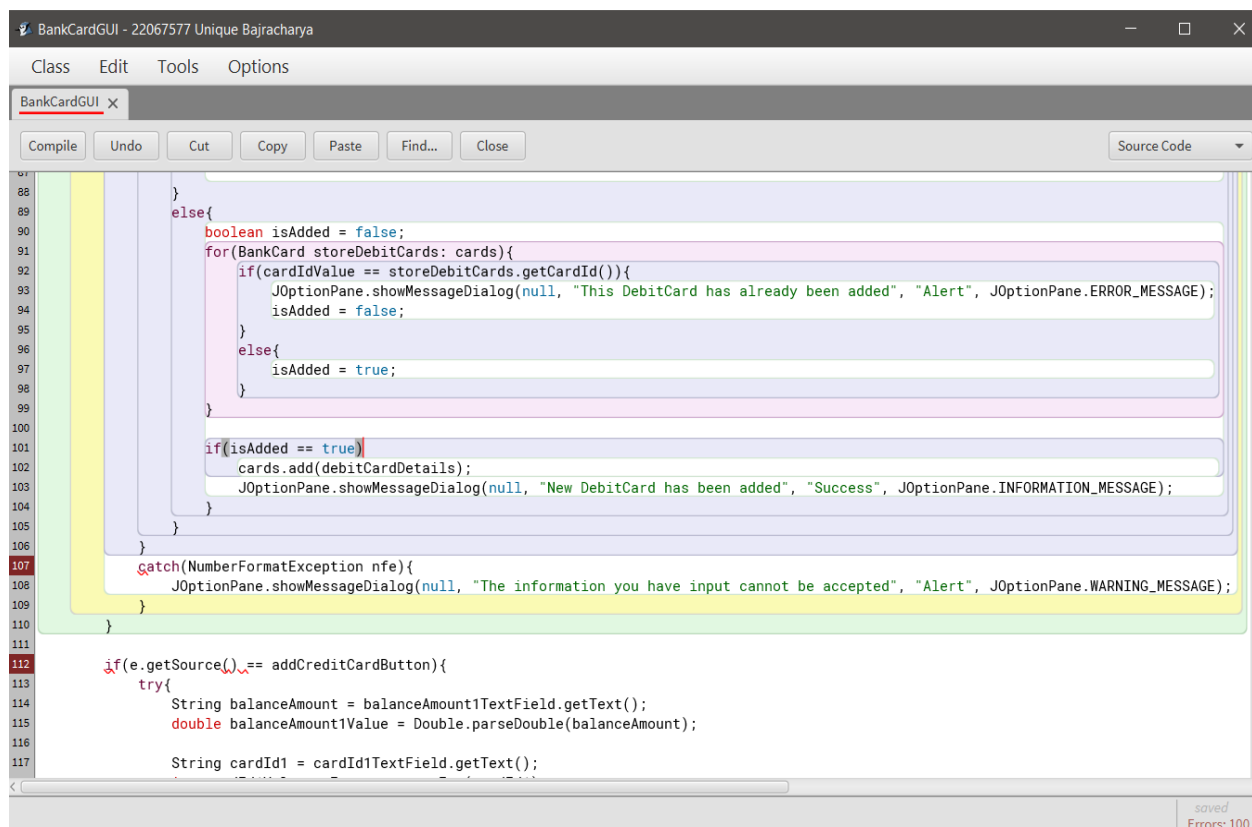 BankCardGUI - 22067577 Unique Bajracharya
Class Edit Tools Options
BankCardGUI
Compile Undo Cut Copy Paste Find... Close Source Code
87
88 }
89 else{
90 boolean isAdded = false;
91 for(BankCard storeDebitCards: cards){
92 if(cardIdValue == storeDebitCards.getCardId()){
93 JOptionPane.showMessageDialog(null, "This DebitCard has already been added", "Alert", JOptionPane.ERROR_MESSAGE);
94 isAdded = false;
95 }
96 else{
97 isAdded = true;
98 }
99 }
100
101 if(isAdded == true)
102 cards.add(debitCardDetails);
103 JOptionPane.showMessageDialog(null, "New DebitCard has been added", "Success", JOptionPane.INFORMATION_MESSAGE);
104 }
105 }
106 }
107 catch(NumberFormatException nfe){
108 JOptionPane.showMessageDialog(null, "The information you have input cannot be accepted", "Alert", JOptionPane.WARNING_MESSAGE);
109 }
110 }
111
112 if(e.getSource() == addCreditCardButton){
113 try{
114 String balanceAmount = balanceAmount1TextField.getText();
115 double balanceAmount1Value = Double.parseDouble(balanceAmount);
116
117 String cardId1 = cardId1TextField.getText();
saved
Errors: 100